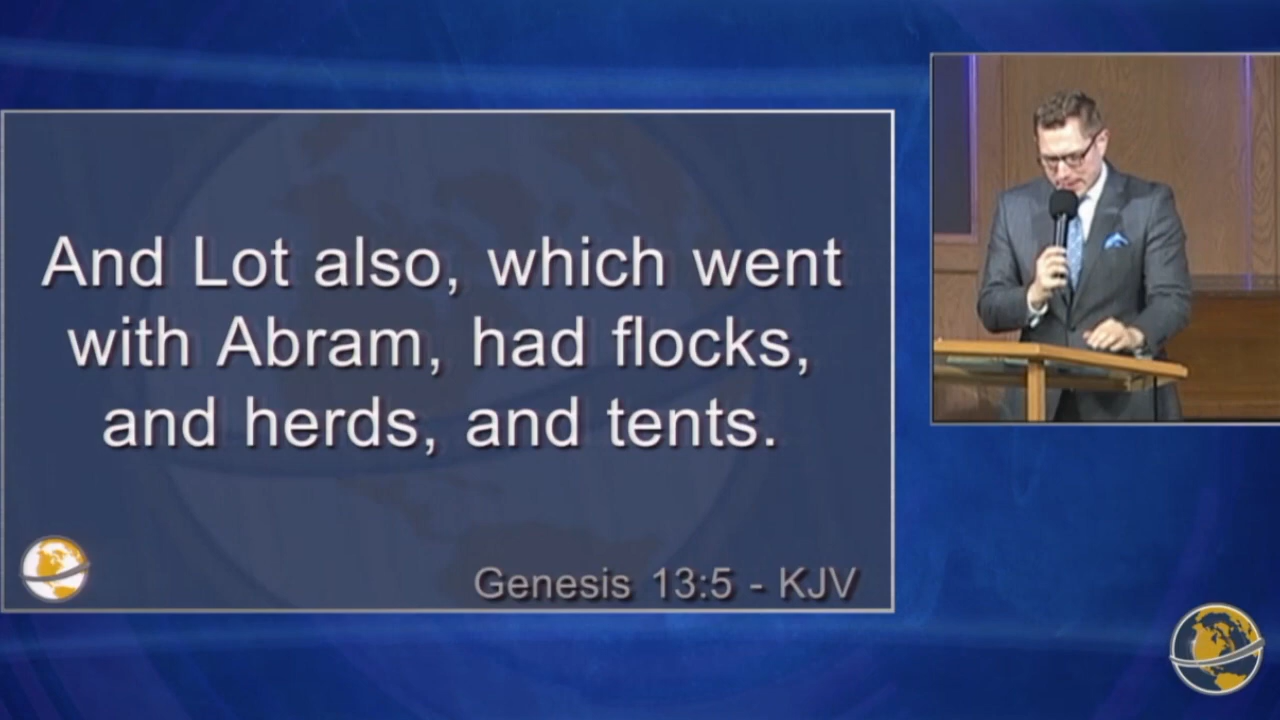 And Lot also, which went
with Abram, had flocks,
and herds, and tents.
Genesis 13:5 - KJV